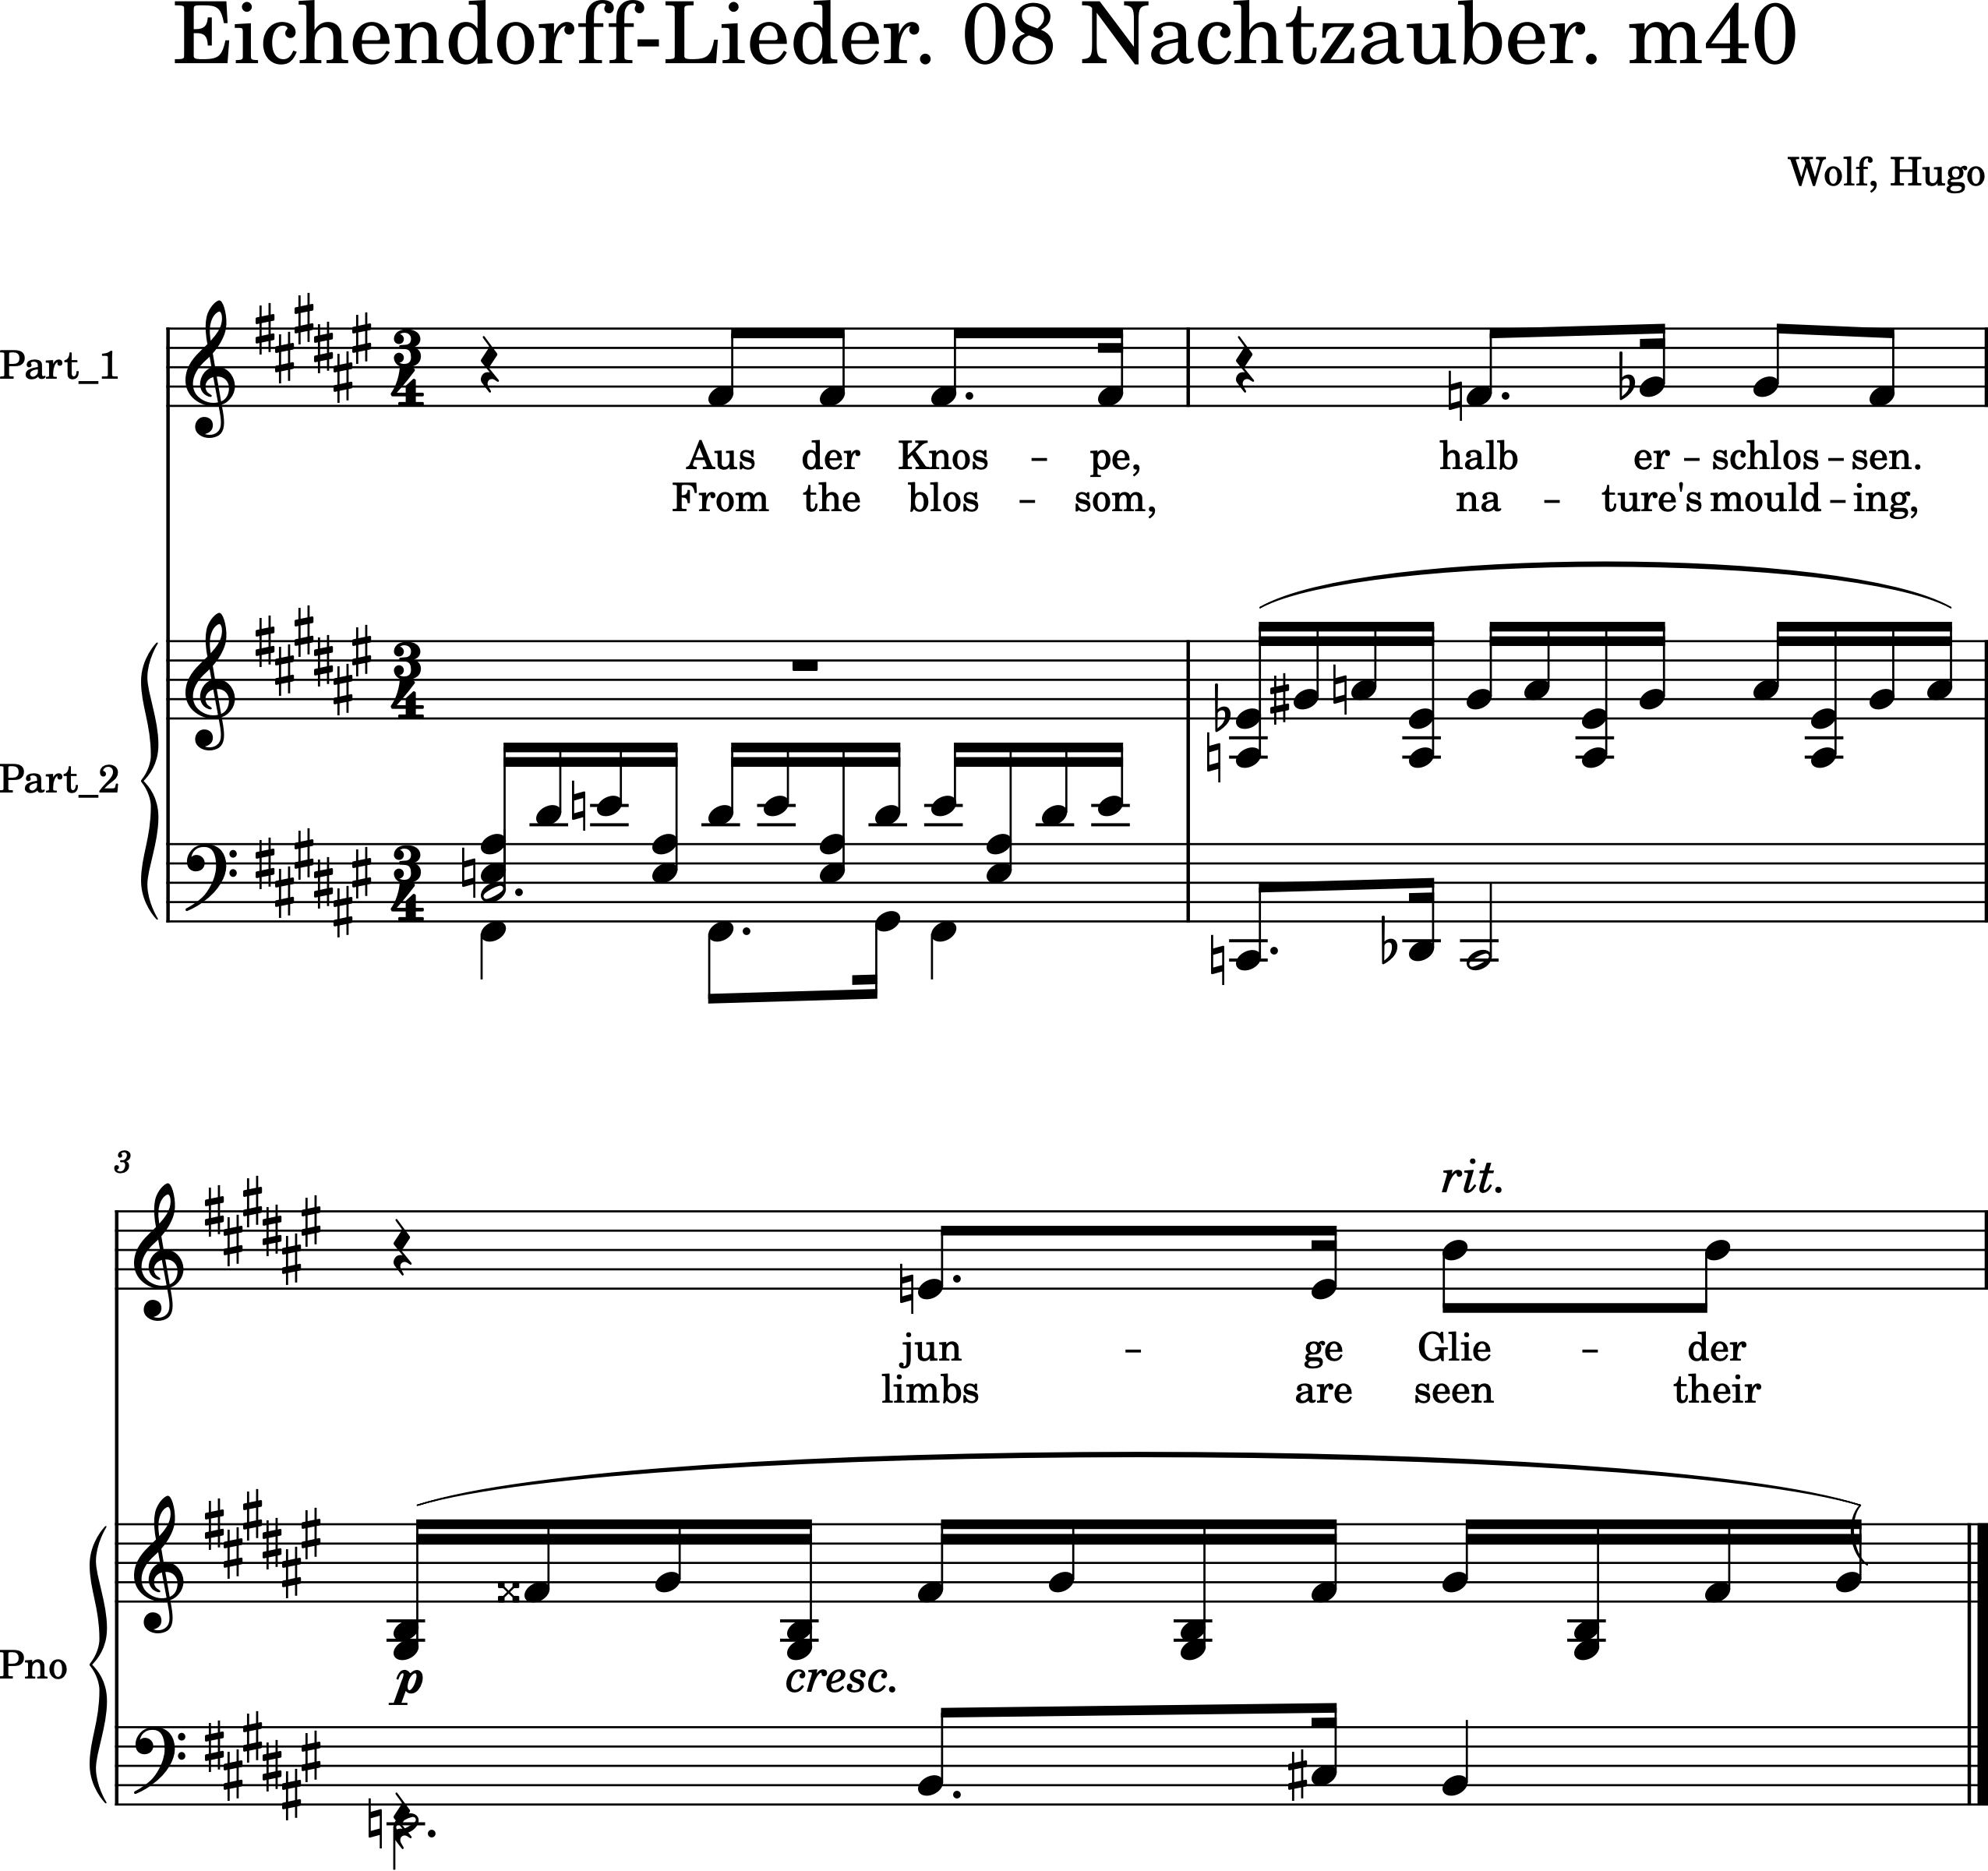 Eichendorff-Lieder. 08 Nachtzauber. m40
Wolf, Hugo
Part_1
Aus der Knos - pe, halb er - schlos - sen.
From the blos - som, na - ture's mould - ing,
Part_2
3
rit.
jun - ge Glie - der
limbs are seen their
Pno
p cresc.